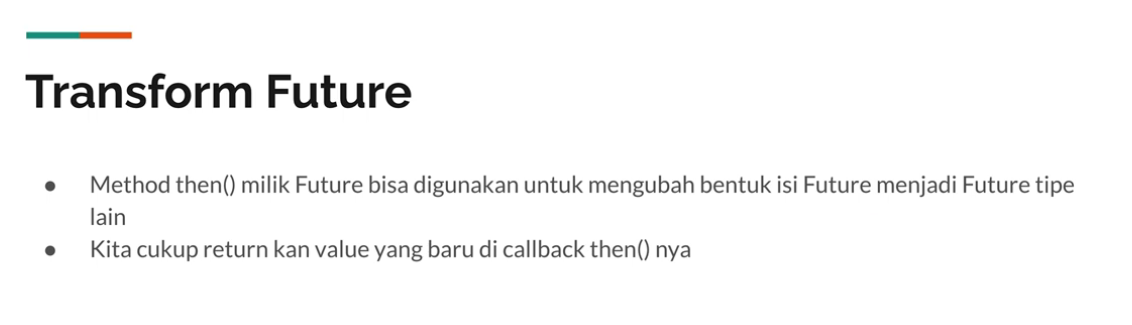 Transform Future
● Method then() milik Future bisa digunakan untuk mengubah bentuk isi Future menjadi Future tipe
lain
● Kita cukup return kan value yang baru di callback then() nya